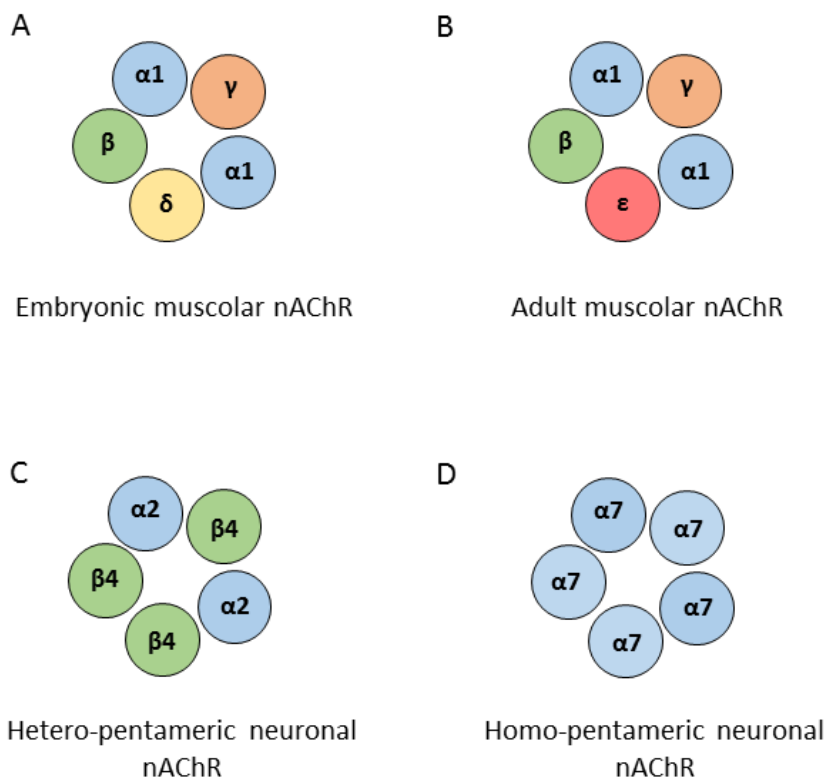 A
α1
γ
β
α1
δ
Embryonic muscolar nAChR
B
α1
γ
β
α1
ε
Adult muscolar nAChR
C
α2
β4
β4
α2
β4
Hetero-pentameric neuronal
nAChR
D
α7
α7
α7
α7
α7
Homo-pentameric neuronal
nAChR